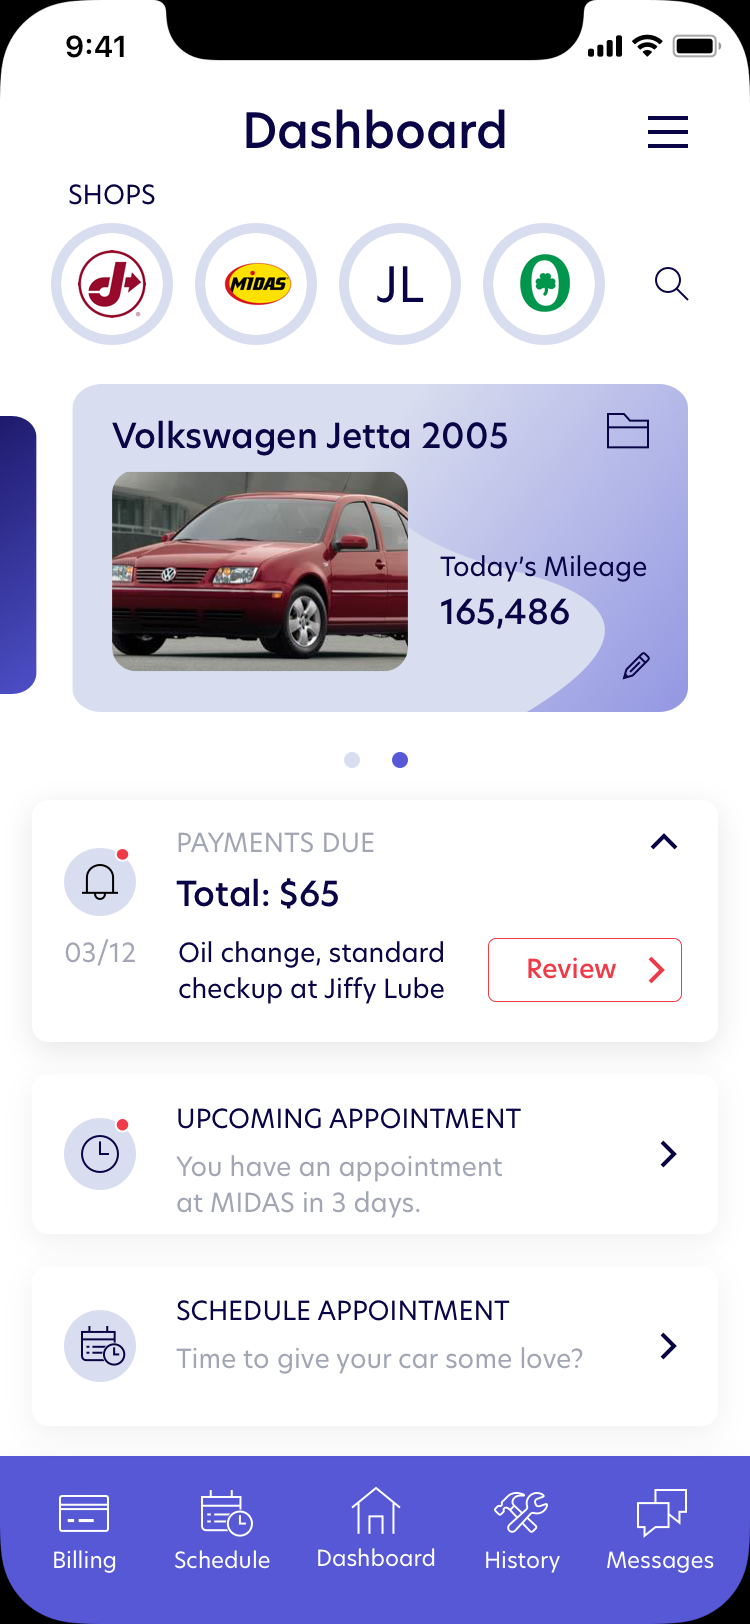 9:41
Dashboard
SHOPS
J
MIDAS
JL
O
Volkswagen Jetta 2005
Today’s Mileage
165,486
PAYMENTS DUE
Total: $65
03/12
Oil change, standard
checkup at Jiffy Lube
Review
UPCOMING APPOINTMENT
You have an appointment
at MIDAS in 3 days.
SCHEDULE APPOINTMENT
Time to give your car some love?
Billing
Schedule
Dashboard
History
Messages